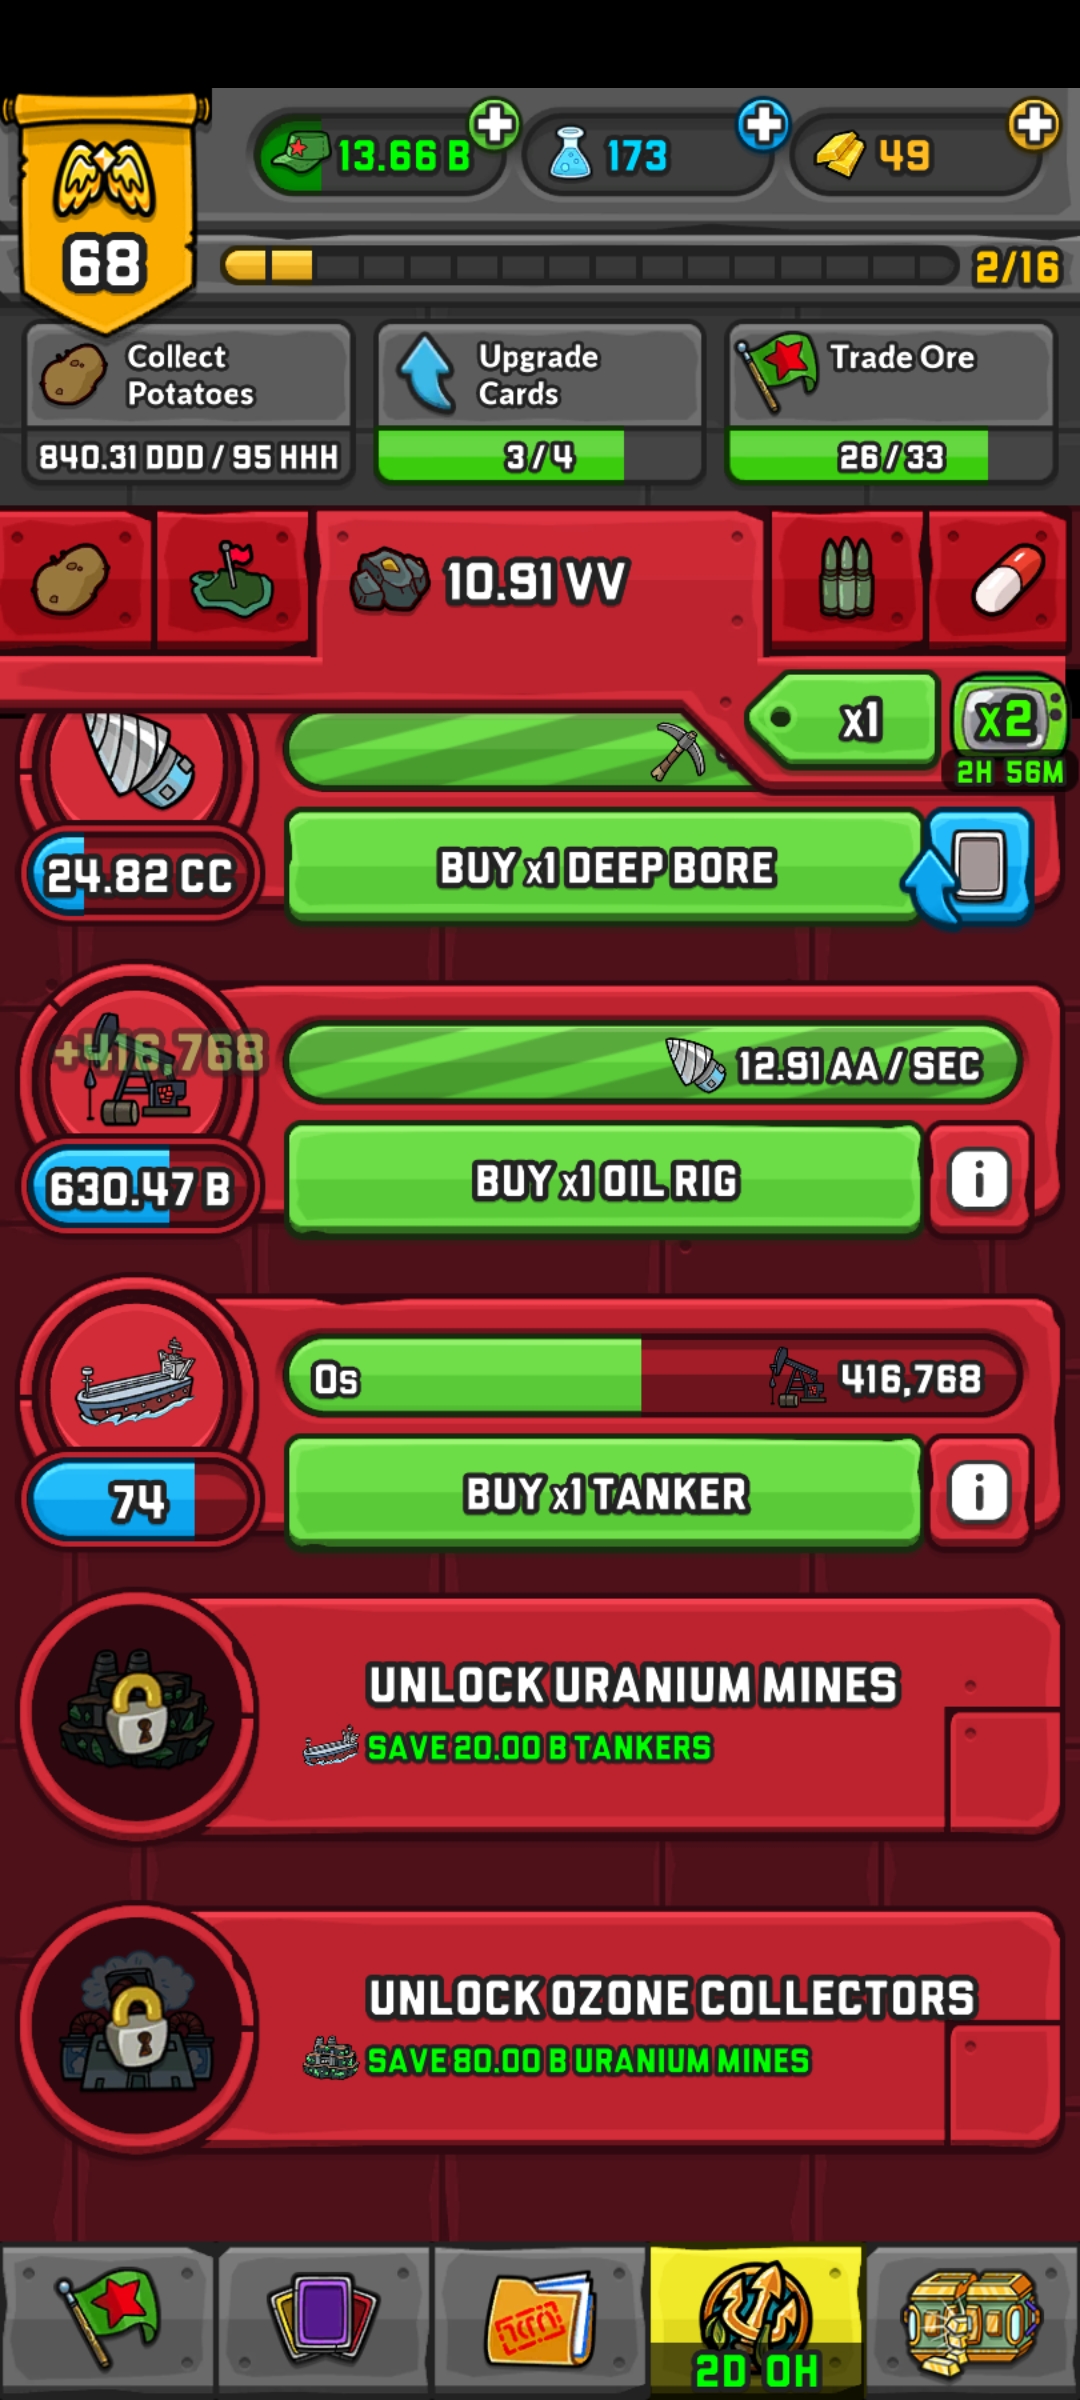 13.66 B
173
49
68
2/16
Collect
Potatoes
Upgrade
Cards
Trade Ore
840.31 DDD / 95 HHH
3/4
26/33
10.91 VV
x1
x2
2H 56M
24.82 CC
BUY x1 DEEP BORE
+416,768
12.91 AA / SEC
630.47 B
BUY x1 OIL RIG
i
0s
416,768
74
BUY x1 TANKER
i
UNLOCK URANIUM MINES
SAVE 20.00 B TANKERS
UNLOCK OZONE COLLECTORS
SAVE 80.00 B URANIUM MINES
2D 0H